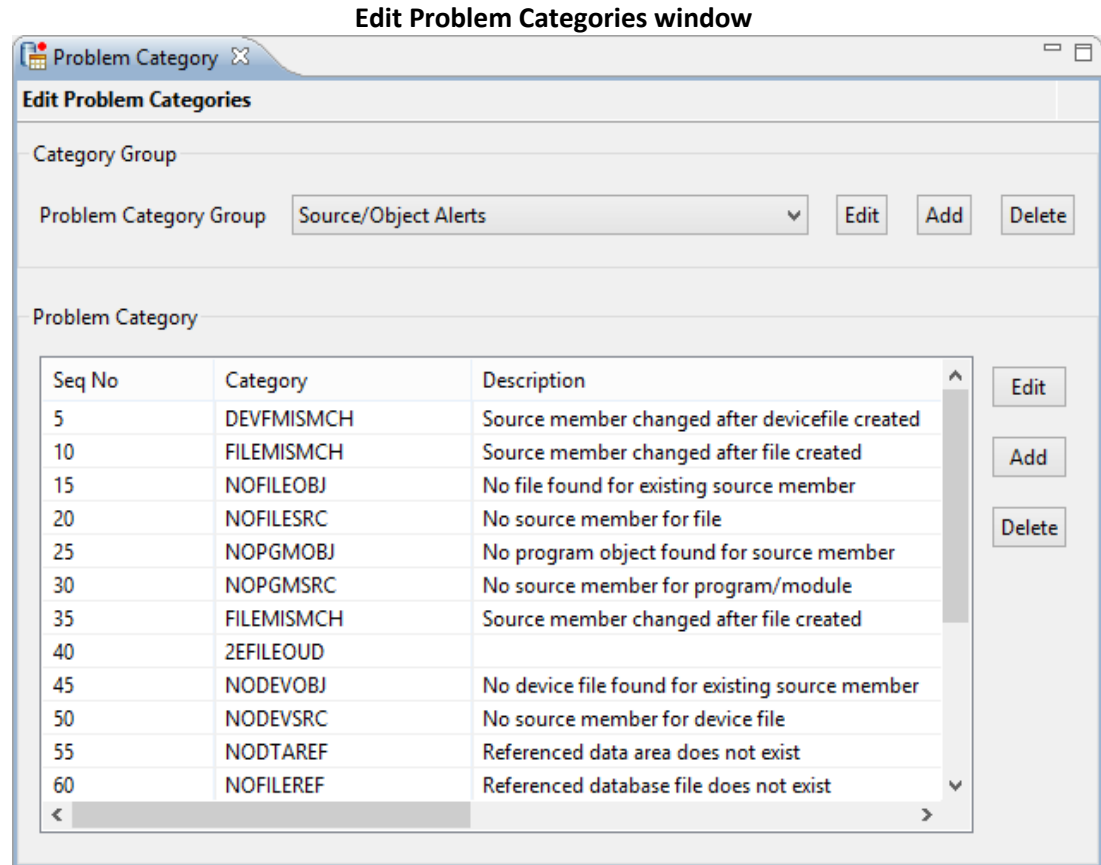 Edit Problem Categories window
Problem Category
Edit Problem Categories
Category Group
Problem Category Group Source/Object Alerts Edit Add Delete
Problem Category
Seq No Category Description
Edit
5 DEVFMISMCH Source member changed after devicefile created
10 FILEMISMCH Source member changed after file created
Add
15 NOFILEOBJ No file found for existing source member
20 NOFILESRC No source member for file
Delete
25 NOPGMOBJ No program object found for source member
30 NOPGMSRC No source member for program/module
35 FILEMISMCH Source member changed after file created
40 2EFILEOUD
45 NODEVOBJ No device file found for existing source member
50 NODEVSRC No source member for device file
55 NODTAREF Referenced data area does not exist
60 NOFILEREF Referenced database file does not exist